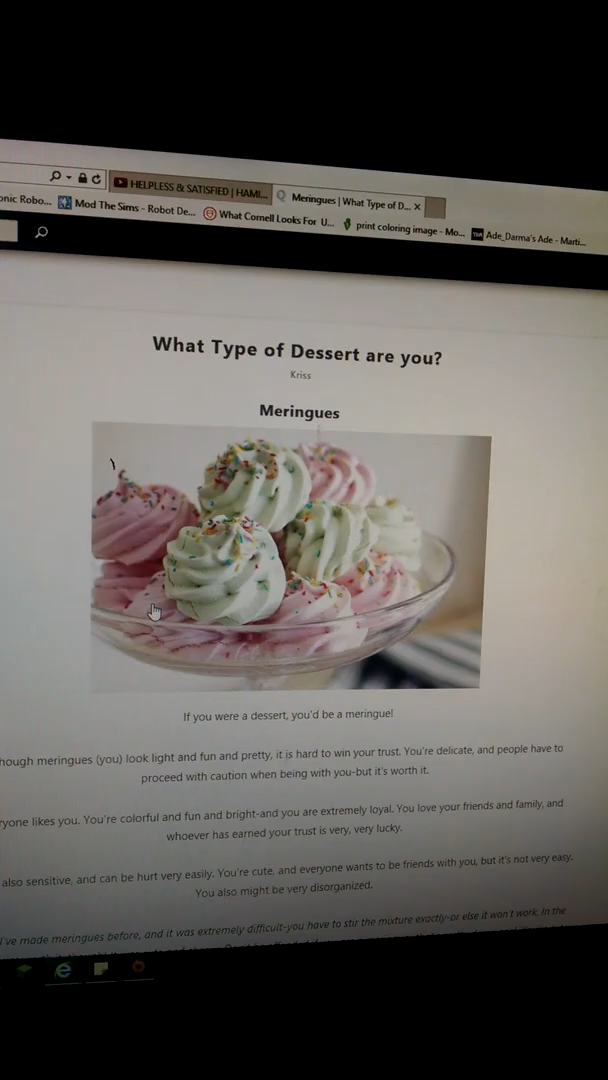 HELPLESS & SATISFIED | HAMI...
Meringues | What Type of D...
onic Robo...
Mod The Sims - Robot De...
What Cornell Looks For U...
print coloring image - Mo...
Ade_Darma's Ade - Marti...
What Type of Dessert are you?
Kriss
Meringues
If you were a dessert, you'd be a meringue!
hough meringues (you) look light and fun and pretty, it is hard to win your trust. You're delicate, and people have to
proceed with caution when being with you-but it's worth it.
ryone likes you. You're colorful and fun and bright-and you are extremely loyal. You love your friends and family, and
whoever has earned your trust is very, very lucky.
also sensitive, and can be hurt very easily. You're cute, and everyone wants to be friends with you, but it's not very easy.
You also might be very disorganized.
I've made meringues before, and it was extremely difficult-you have to stir the mixture exactly-or else it won't work. In the